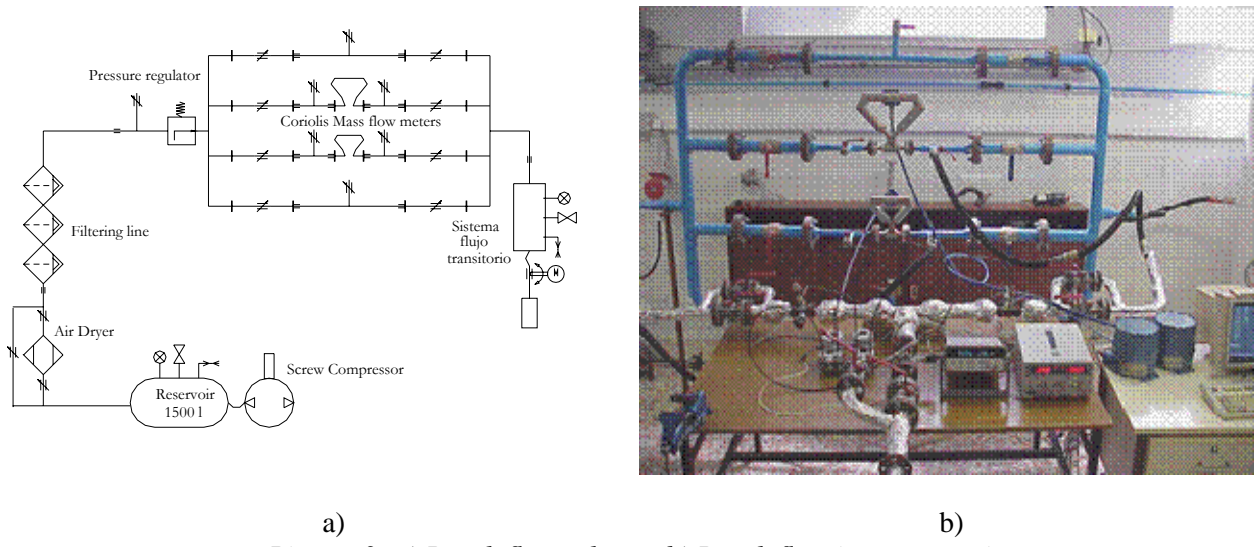 Pressure regulator
Coriolis Mass flow meters
Filtering line
Sistema
flujo
transitorio
Air Dryer
Reservoir
1500 l
Screw Compressor
M
a)
b)